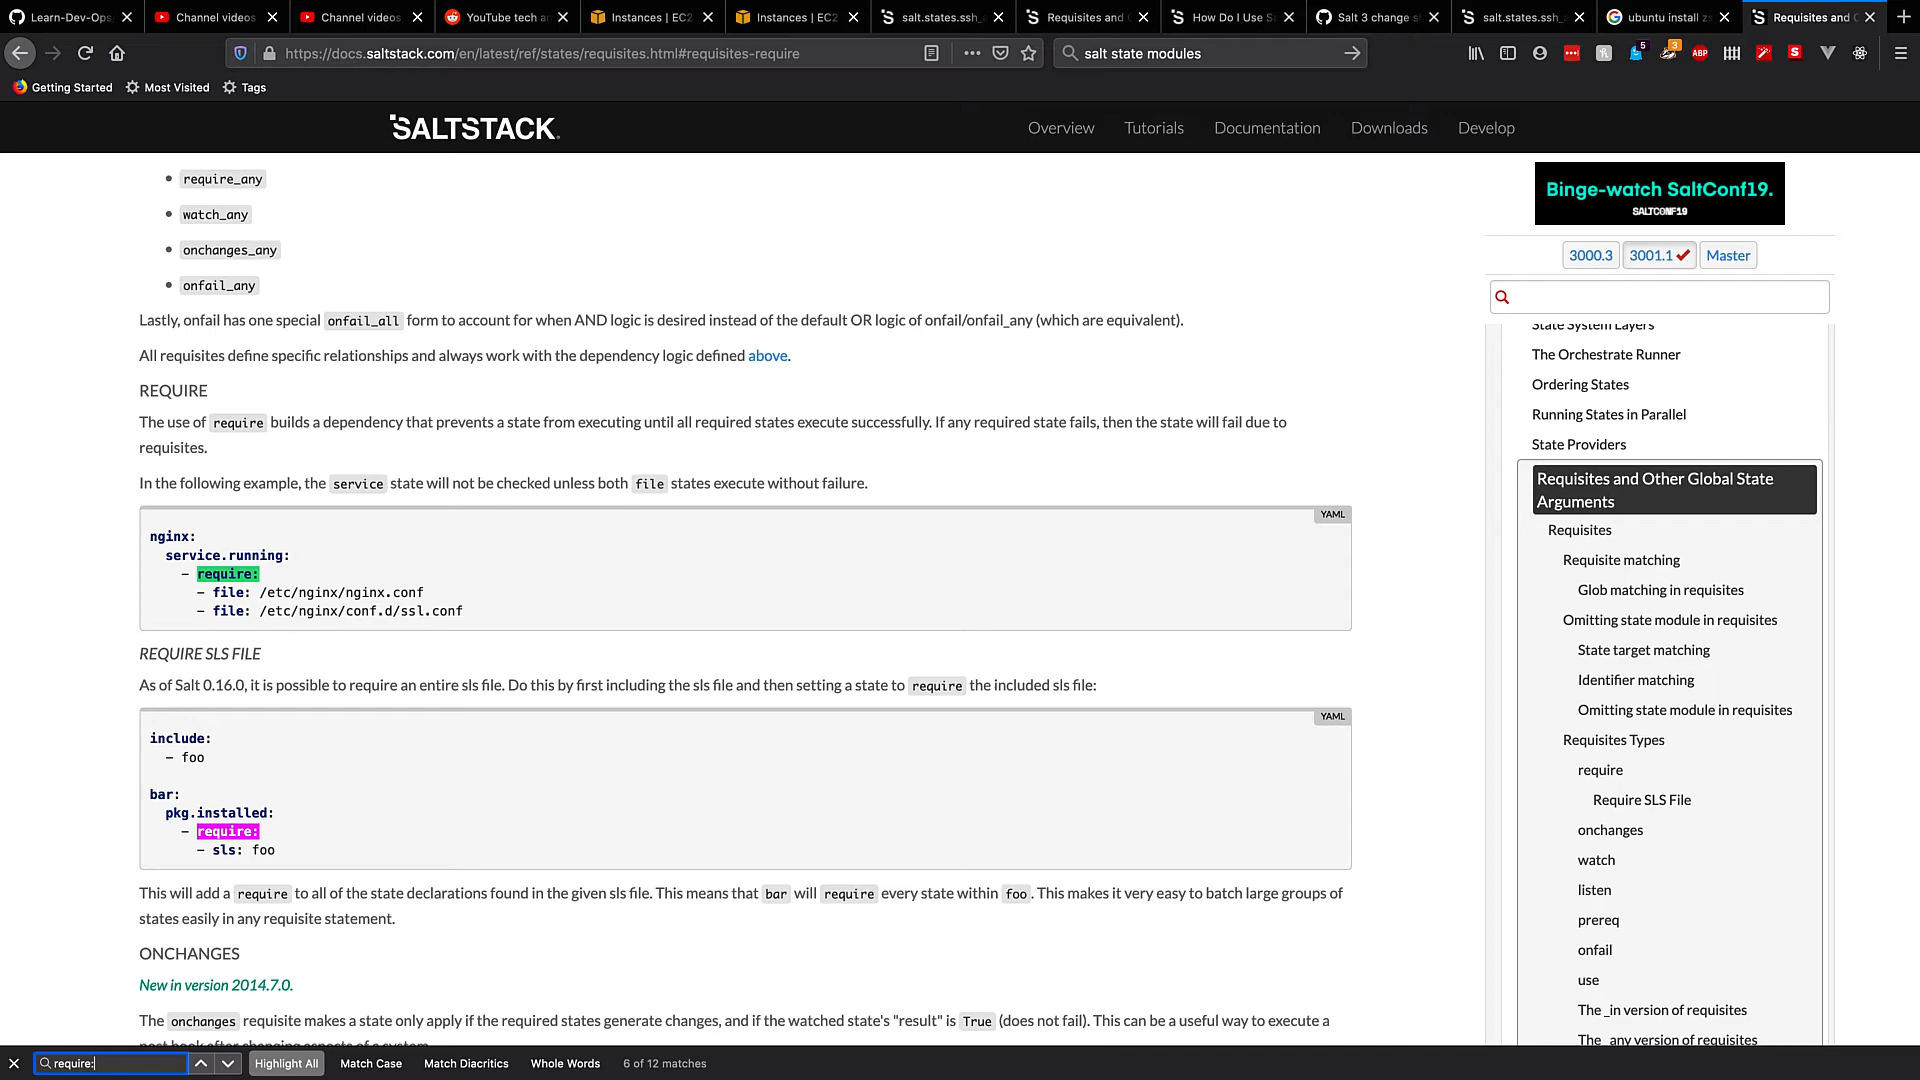 Learn-Dev-Ops,
Channel videos
Channel videos
YouTube tech a
Instances | EC2
Instances | EC2
salt.states.ssh_
Requisites and
How Do I Use S
Salt 3 change s
salt.states.ssh_
ubuntu install z
Requisites and
https://docs.saltstack.com/en/latest/ref/states/requisites.html#requisites-require
salt state modules
5
3
ABP
S
Getting Started
Most Visited
Tags
SALTSTACK
Overview
Tutorials
Documentation
Downloads
Develop
require_any
watch_any
onchanges_any
onfail_any
Lastly, onfail has one special onfail_all form to account for when AND logic is desired instead of the default OR logic of onfail/onfail_any (which are equivalent).
All requisites define specific relationships and always work with the dependency logic defined above.
REQUIRE
The use of require builds a dependency that prevents a state from executing until all required states execute successfully. If any required state fails, then the state will fail due to
requisites.
In the following example, the service state will not be checked unless both file states execute without failure.
YAML
nginx:
service.running:
- require:
- file: /etc/nginx/nginx.conf
- file: /etc/nginx/conf.d/ssl.conf
REQUIRE SLS FILE
As of Salt 0.16.0, it is possible to require an entire sls file. Do this by first including the sls file and then setting a state to require the included sls file:
YAML
include:
- foo
bar:
pkg.installed:
- require:
- sls: foo
This will add a require to all of the state declarations found in the given sls file. This means that bar will require every state within foo. This makes it very easy to batch large groups of
states easily in any requisite statement.
ONCHANGES
New in version 2014.7.0.
The onchanges requisite makes a state only apply if the required states generate changes, and if the watched state's "result" is True (does not fail). This can be a useful way to execute a
post hook after changing aspects of a system.
Binge-watch SaltConf19.
SALTCONF19
3000.3
3001.1
Master
State System Layers
The Orchestrate Runner
Ordering States
Running States in Parallel
State Providers
Requisites and Other Global State
Arguments
Requisites
Requisite matching
Glob matching in requisites
Omitting state module in requisites
State target matching
Identifier matching
Omitting state module in requisites
Requisites Types
require
Require SLS File
onchanges
watch
listen
prereq
onfail
use
The _in version of requisites
The _any version of requisites
require:
Highlight All
Match Case
Match Diacritics
Whole Words
6 of 12 matches